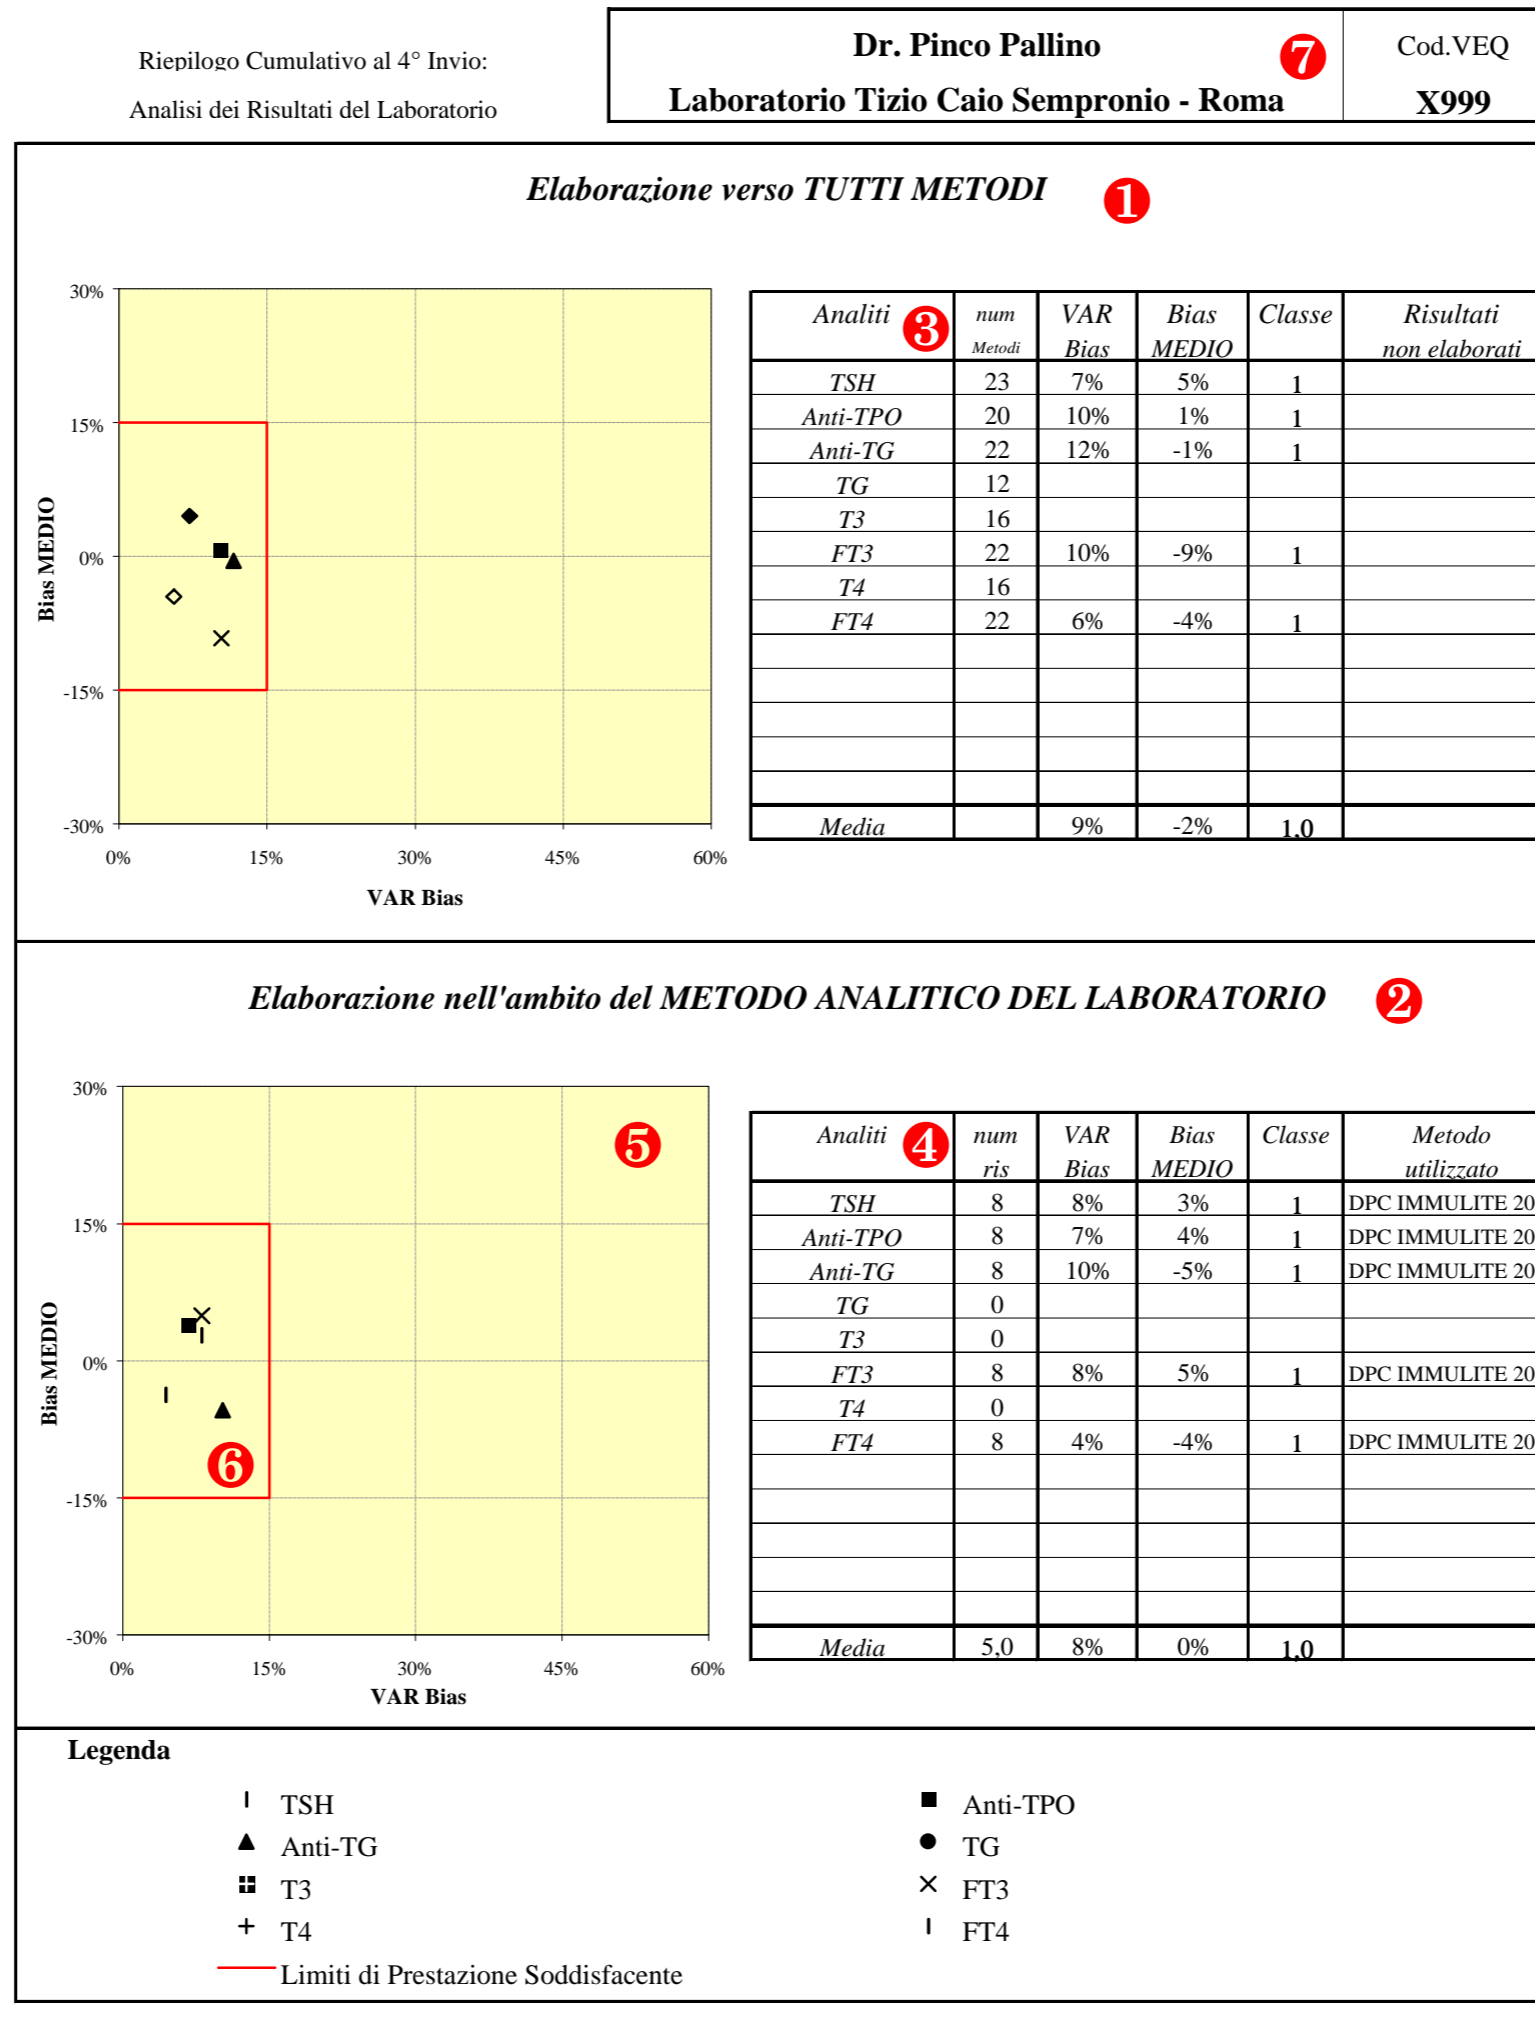 Riepilogo Cumulativo al 4° Invio:
Analisi dei Risultati del Laboratorio
Dr. Pinco Pallino
Laboratorio Tizio Caio Sempronio - Roma
7
Cod.VEQ
X999
Elaborazione verso TUTTI METODI
1
30%
15%
0%
-15%
-30%
Bias MEDIO
0% 15% 30% 45% 60%
VAR Bias
Analiti 3 num Metodi VAR Bias Bias MEDIO Classe Risultati non elaborati
TSH 23 7% 5% 1
Anti-TPO 20 10% 1% 1
Anti-TG 22 12% -1% 1
TG 12
T3 16
FT3 22 10% -9% 1
T4 16
FT4 22 6% -4% 1
Media 9% -2% 1,0
Elaborazione nell'ambito del METODO ANALITICO DEL LABORATORIO
2
30%
15%
0%
-15%
-30%
Bias MEDIO
5
6
0% 15% 30% 45% 60%
VAR Bias
Analiti 4 num ris VAR Bias Bias MEDIO Classe Metodo utilizzato
TSH 8 8% 3% 1 DPC IMMULITE 20
Anti-TPO 8 7% 4% 1 DPC IMMULITE 20
Anti-TG 8 10% -5% 1 DPC IMMULITE 20
TG 0
T3 0
FT3 8 8% 5% 1 DPC IMMULITE 20
T4 0
FT4 8 4% -4% 1 DPC IMMULITE 20
Media 5,0 8% 0% 1,0
Legenda
TSH
Anti-TPO
Anti-TG
TG
T3
FT3
T4
FT4
Limiti di Prestazione Soddisfacente